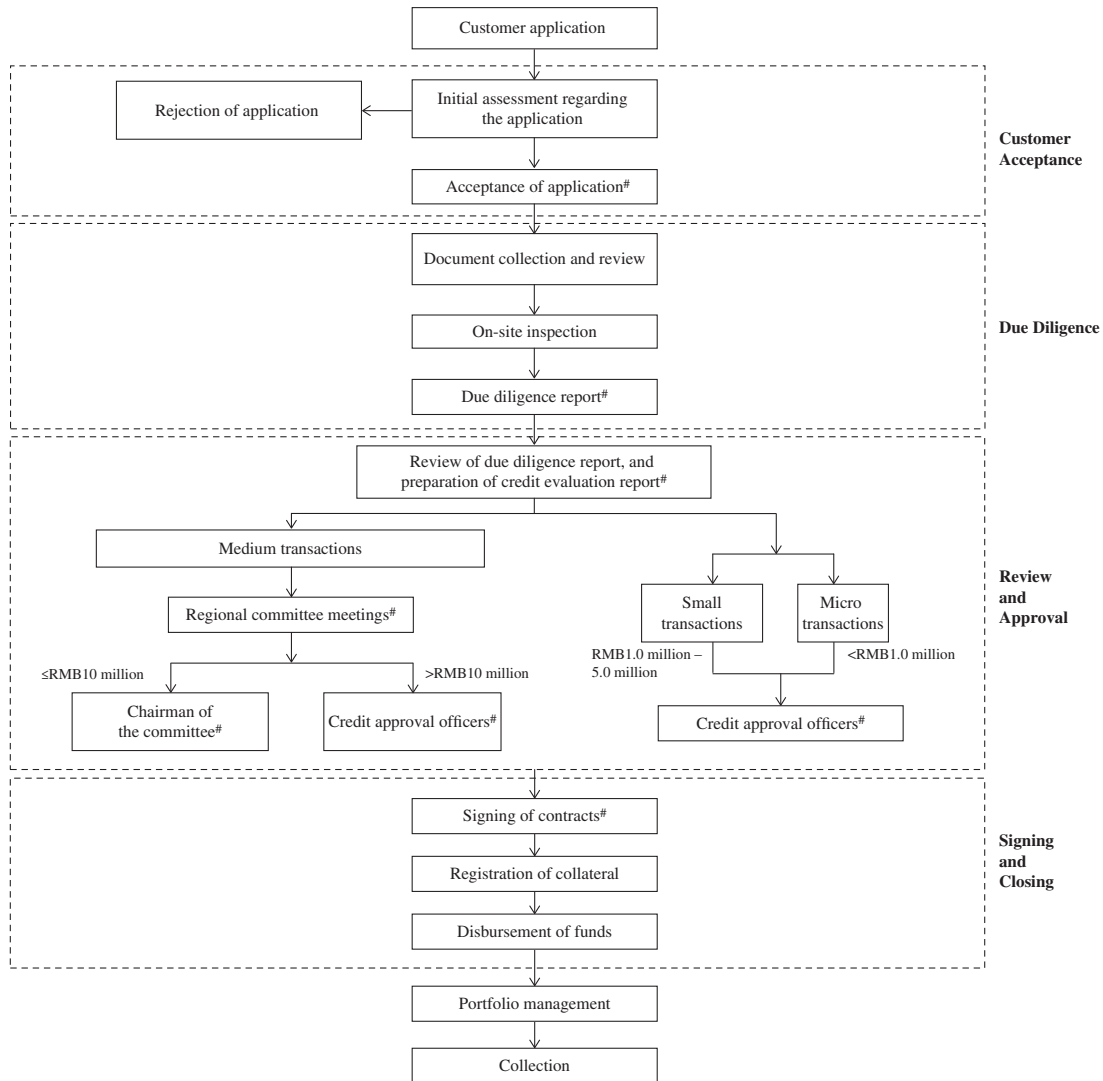 Customer application
Rejection of application
Initial assessment regarding
the application
Customer
Acceptance
Acceptance of application#
Document collection and review
On-site inspection
Due Diligence
Due diligence report#
Review of due diligence report, and
preparation of credit evaluation report#
Medium transactions
Review
and
Approval
Small
transactions
Micro
transactions
Regional committee meetings#
RMB1.0 million –
5.0 million
<RMB1.0 million
≤RMB10 million
>RMB10 million
Chairman of
the committee#
Credit approval officers#
Credit approval officers#
Signing of contracts#
Signing
and
Closing
Registration of collateral
Disbursement of funds
Portfolio management
Collection